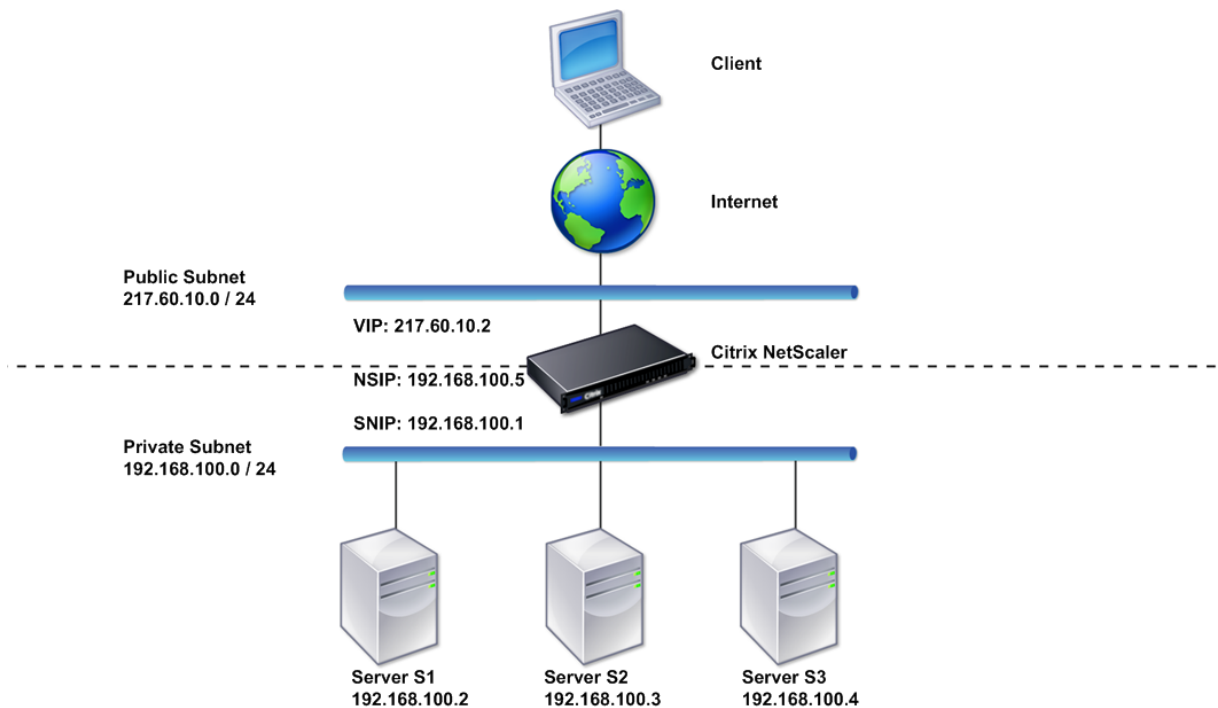 Client
Internet
Public Subnet
217.60.10.0 / 24
VIP: 217.60.10.2
Citrix NetScaler
NSIP: 192.168.100.5
SNIP: 192.168.100.1
Private Subnet
192.168.100.0 / 24
Server S1
192.168.100.2
Server S2
192.168.100.3
Server S3
192.168.100.4